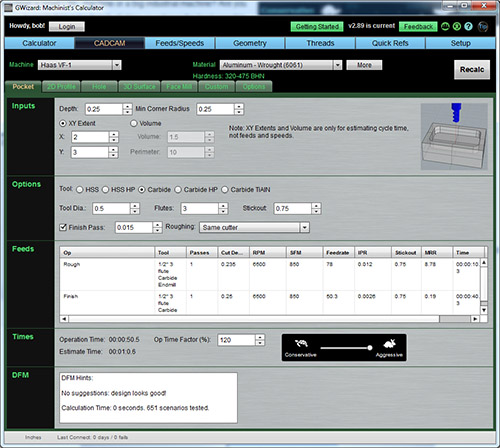 GWizard: Machinist's Calculator
Howdy, bob! Login Getting Started v2.89 is current Feedback
Calculator CADCAM Feeds/Speeds Geometry Threads Quick Refs Setup
Machine Haas VF-1 Material Aluminum - Wrought (6061) More Recalc
Hardness: 320-475 BHN
Pocket 2D Profile Hole 3D Surface Face Mill Custom Options
Inputs
Depth: 0.25 Min Corner Radius 0.25
XY Extent Volume
X: 2 Volume: 1.5
Y: 3 Perimeter: 10
Note: XY Extents and Volume are only for estimating cycle time,
not feeds and speeds.
Options
Tool: HSS HSS HP Carbide Carbide HP Carbide TiAlN
Tool Dia.: 0.5 Flutes: 3 Stickout: 0.75
Finish Pass: 0.015 Roughing: Same cutter
Feeds
Op Tool Passes Cut De... RPM SFM Feedrate IPR Stickout MRR Time
Rough 1/2" 3 flute Carbide Endmill 1 0.235 6500 850 78 0.012 0.75 8.78 00:00:10.3
Finish 1/2" 3 flute Carbide 1 0.25 6500 850 50.3 0.0026 0.75 0.19 00:00:40.3
Times
Operation Time: 00:00:50.5 Op Time Factor (%): 120
Estimate Time: 00:01:0.6
Conservative Aggressive
DFM
DFM Hints:
No suggestions: design looks good!
Calculation Time: 0 seconds. 651 scenarios tested.
Inches Last Connect: 0 days / 0 fails